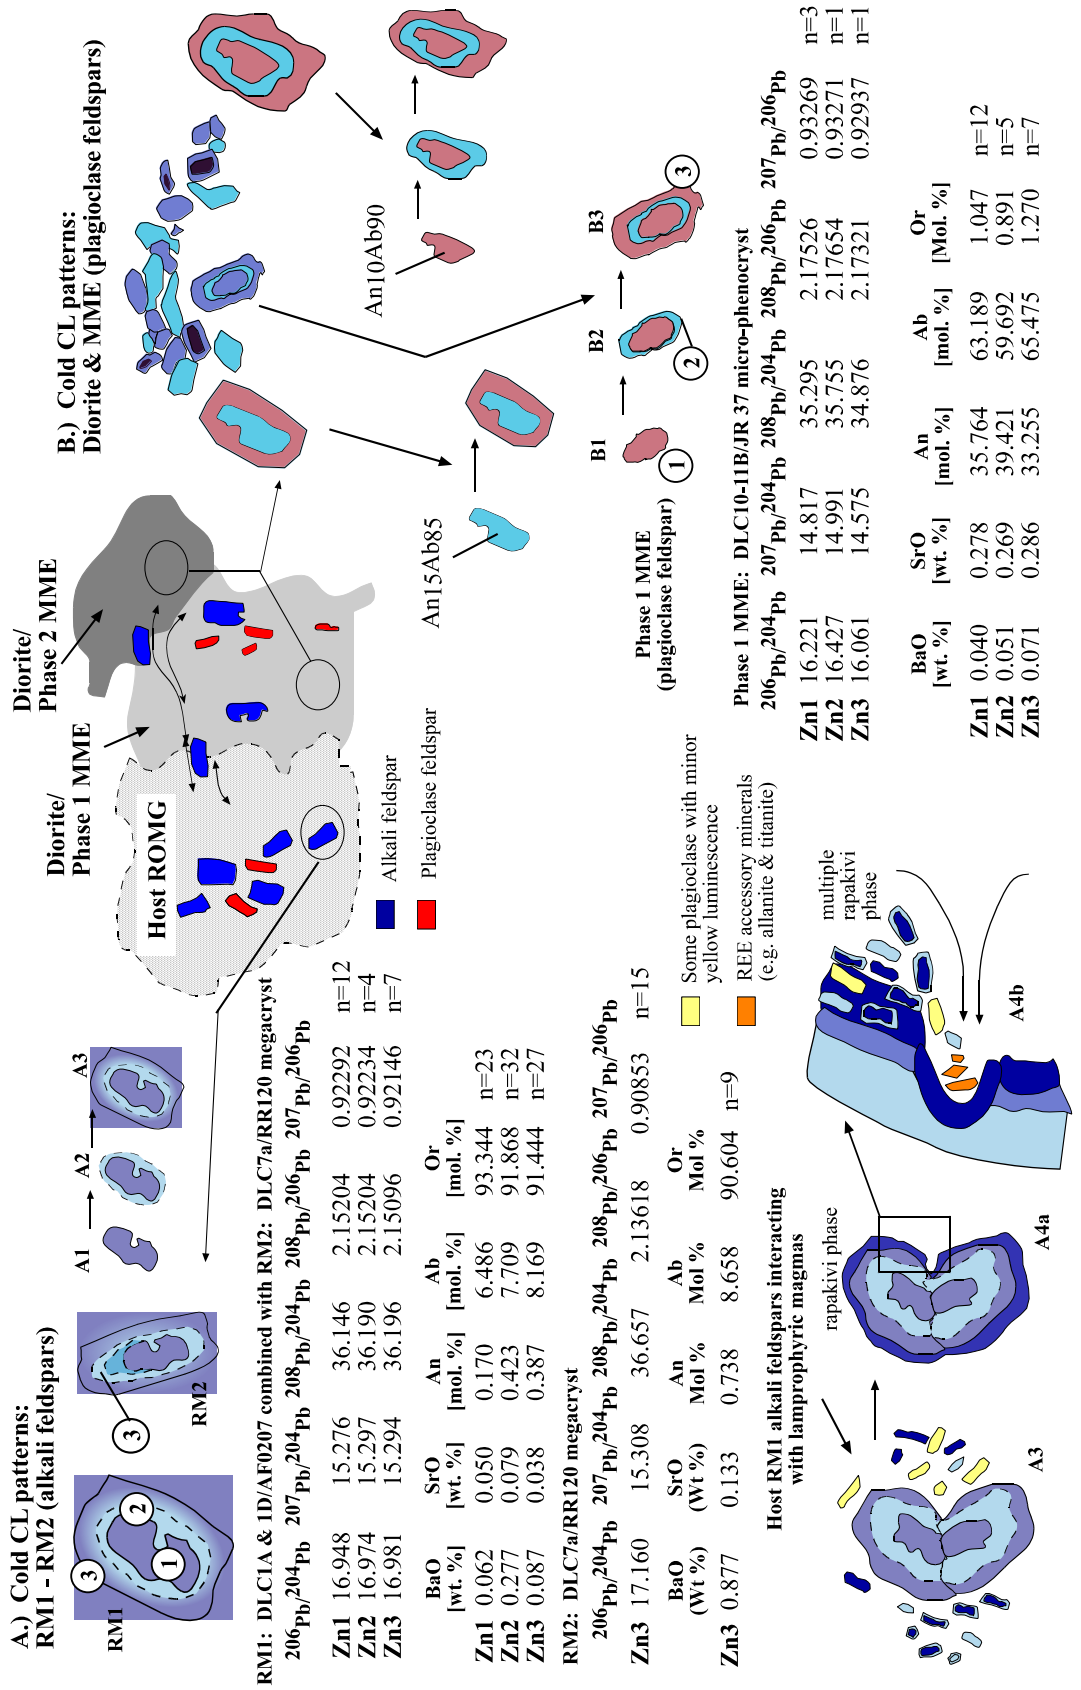 A.) Cold CL patterns:
RM1 - RM2 (alkali feldspars)
RM1
1
2
3
RM2
3
A1
A2
A3
RM1: DLC1A & 1D/AF0207 combined with RM2: DLC7a/RR120 megacryst
206Pb/204Pb 207Pb/204Pb 208Pb/204Pb 208Pb/206Pb 207Pb/206Pb
Zn1 16.948 15.276 36.146 2.15204 0.92292 n=12
Zn2 16.974 15.297 36.190 2.15204 0.92234 n=4
Zn3 16.981 15.294 36.196 2.15096 0.92146 n=7
BaO SrO An Ab Or
[wt. %] [wt. %] [mol. %] [mol. %] [mol. %]
Zn1 0.062 0.050 0.170 6.486 93.344 n=23
Zn2 0.277 0.079 0.423 7.709 91.868 n=32
Zn3 0.087 0.038 0.387 8.169 91.444 n=27
RM2: DLC7a/RR120 megacryst
206Pb/204Pb 207Pb/204Pb 208Pb/204Pb 208Pb/206Pb 207Pb/206Pb
Zn3 17.160 15.308 36.657 2.13618 0.90853 n=15
BaO SrO An Ab Or
(Wt %) (Wt %) Mol % Mol % Mol %
Zn3 0.877 0.133 0.738 8.658 90.604 n=9
Host RM1 alkali feldspars interacting
with lamprophyric magmas
A3
rapakivi phase
A4a
multiple
rapakivi
phase
A4b
Some plagioclase with minor
yellow luminescence
REE accessory minerals
(e.g. allanite & titanite)
Diorite/
Phase 1 MME
Diorite/
Phase 2 MME
Host ROMG
Alkali feldspar
Plagioclase feldspar
B.) Cold CL patterns:
Diorite & MME (plagioclase feldspars)
An15Ab85
An10Ab90
B1
B2
B3
1
2
3
Phase 1 MME
(plagioclase feldspar)
Phase 1 MME: DLC10-11B/JR 37 micro-phenocryst
206Pb/204Pb 207Pb/204Pb 208Pb/204Pb 208Pb/206Pb 207Pb/206Pb
Zn1 16.221 14.817 35.295 2.17526 0.93269 n=3
Zn2 16.427 14.991 35.755 2.17654 0.93271 n=1
Zn3 16.061 14.575 34.876 2.17321 0.92937 n=1
BaO SrO An Ab Or
[wt. %] [wt. %] [mol. %] [mol. %] [Mol. %]
Zn1 0.040 0.278 35.764 63.189 1.047 n=12
Zn2 0.051 0.269 39.421 59.692 0.891 n=5
Zn3 0.071 0.286 33.255 65.475 1.270 n=7